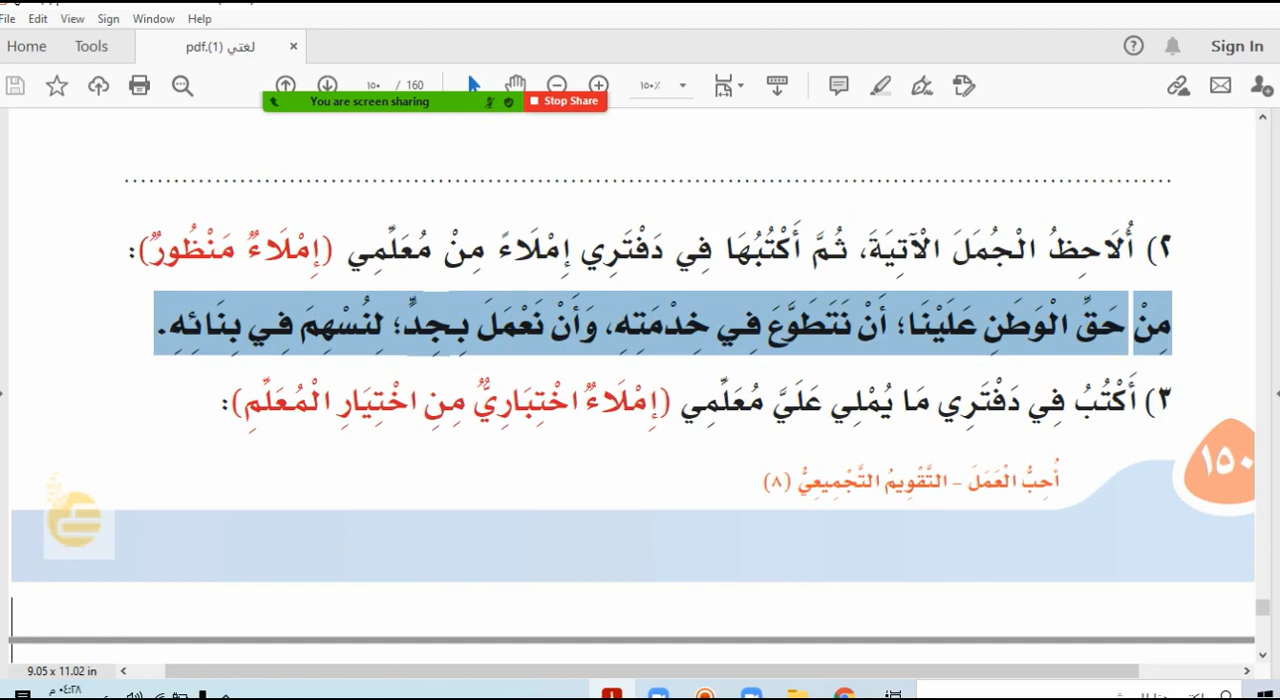 File Edit View Sign Window Help
Home Tools لغتي (1).pdf × Sign In
١٥٠ / 160 ١٥٠٪
You are screen sharing Stop Share
٢) أُلَاحِظُ الْجُمَلَ الْآتِيَةَ، ثُمَّ أَكْتُبُهَا فِي دَفْتَرِي إِمْلَاءً مِنْ مُعَلِّمِي (إِمْلَاءٌ مَنْظُورٌ):
مِنْ حَقِّ الْوَطَنِ عَلَيْنَا؛ أَنْ نَتَطَوَّعَ فِي خِدْمَتِهِ، وَأَنْ نَعْمَلَ بِجِدٍّ؛ لِنُسْهِمَ فِي بِنَائِهِ.
٣) أَكْتُبُ فِي دَفْتَرِي مَا يُمْلِي عَلَيَّ مُعَلِّمِي (إِمْلَاءٌ اخْتِبَارِيٌّ مِنِ اخْتِيَارِ الْمُعَلِّمِ):
١٥٠
أُحِبُّ الْعَمَلَ – التَّقْوِيمُ التَّجْمِيعِيُّ (٨)
9.05 x 11.02 in